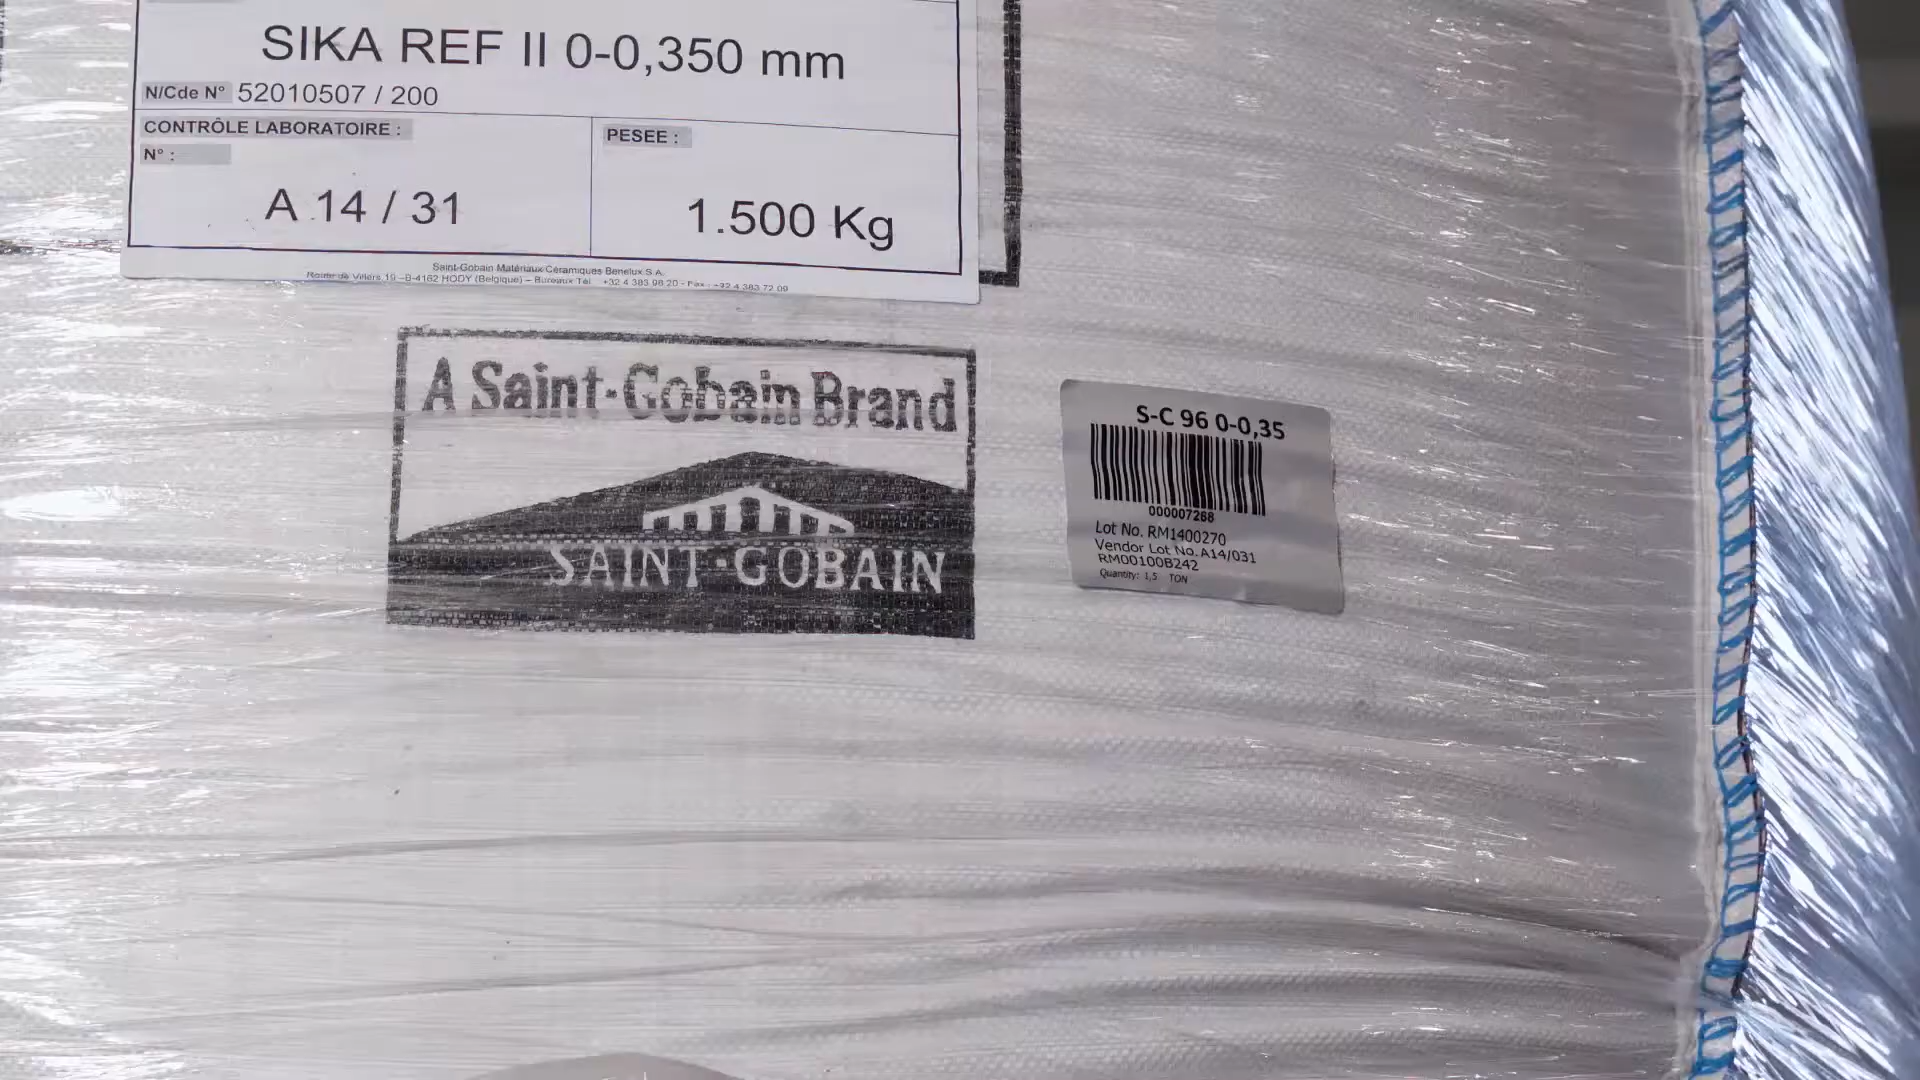 SIKA REF II 0-0,350 mm
N/Cde N° 52010507 / 200
CONTRÔLE LABORATOIRE :
N° :
A 14 / 31
PESEE :
1.500 Kg
Saint-Gobain Matériaux Céramiques Benelux S.A.
Route de Villers 10 –B-4162 HODY (Belgique) – Bureaux Tél +32 4 383 98 20 - Fax : +32 4 383 72 09
A Saint-Gobain Brand
SAINT-GOBAIN
S-C 96 0-0,35
000007268
Lot No. RM1400270
Vendor Lot No. A14/031
RM00100B242
Quantity: 1,5 TON